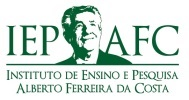 IEP AFC
INSTITUTO DE ENSINO E PESQUISA
ALBERTO FERREIRA DA COSTA